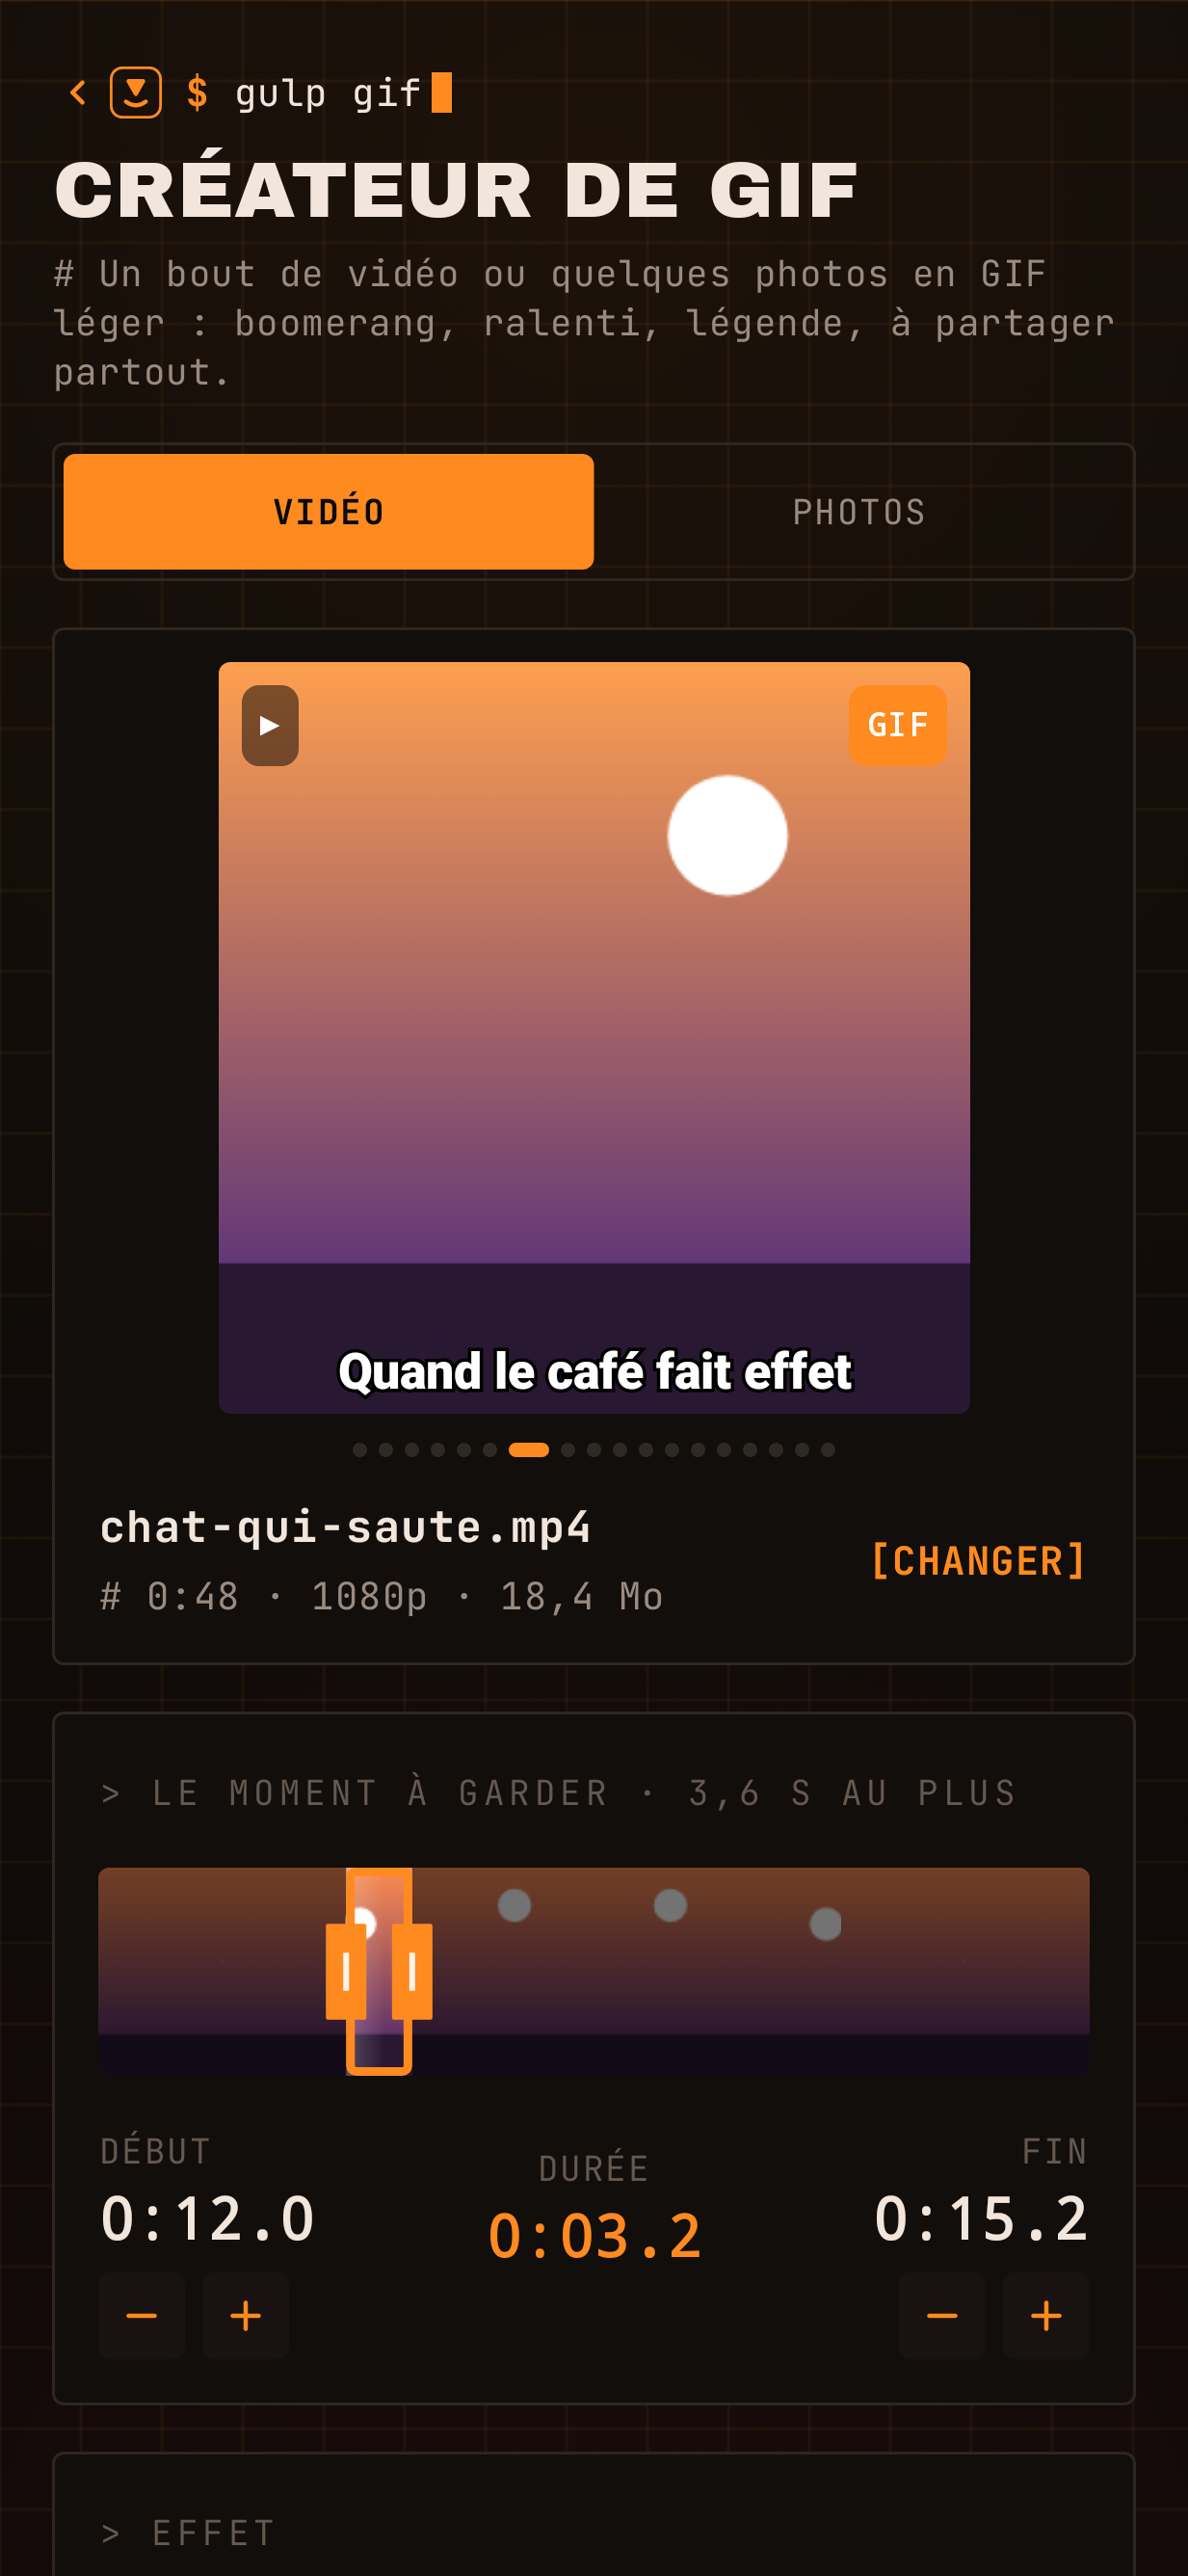 $ gulp gif
CRÉATEUR DE GIF
# Un bout de vidéo ou quelques photos en GIF
léger : boomerang, ralenti, légende, à partager
partout.
VIDÉO
PHOTOS
GIF
Quand le café fait effet
chat-qui-saute.mp4
[CHANGER]
# 0:48 · 1080p · 18,4 Mo
> LE MOMENT À GARDER · 3,6 S AU PLUS
DÉBUT
DURÉE
FIN
0:12.0
0:03.2
0:15.2
> EFFET